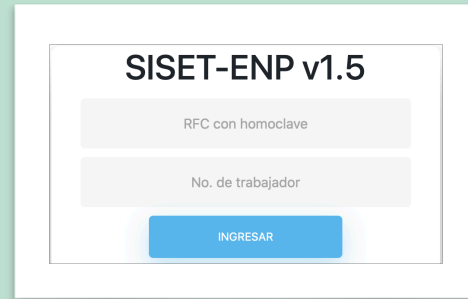 SISET-ENP v1.5
RFC con homoclave
No. de trabajador
INGRESAR